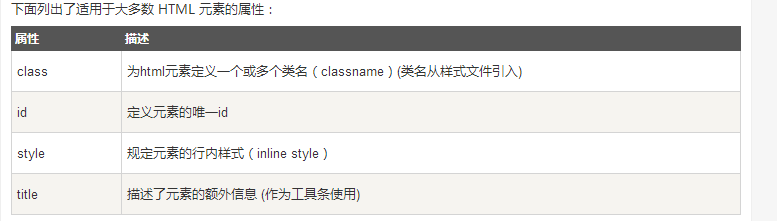 下面列出了适用于大多数 HTML 元素的属性：
属性 描述
class 为html元素定义一个或多个类名（classname）(类名从样式文件引入)
id 定义元素的唯一id
style 规定元素的行内样式（inline style）
title 描述了元素的额外信息 (作为工具条使用)